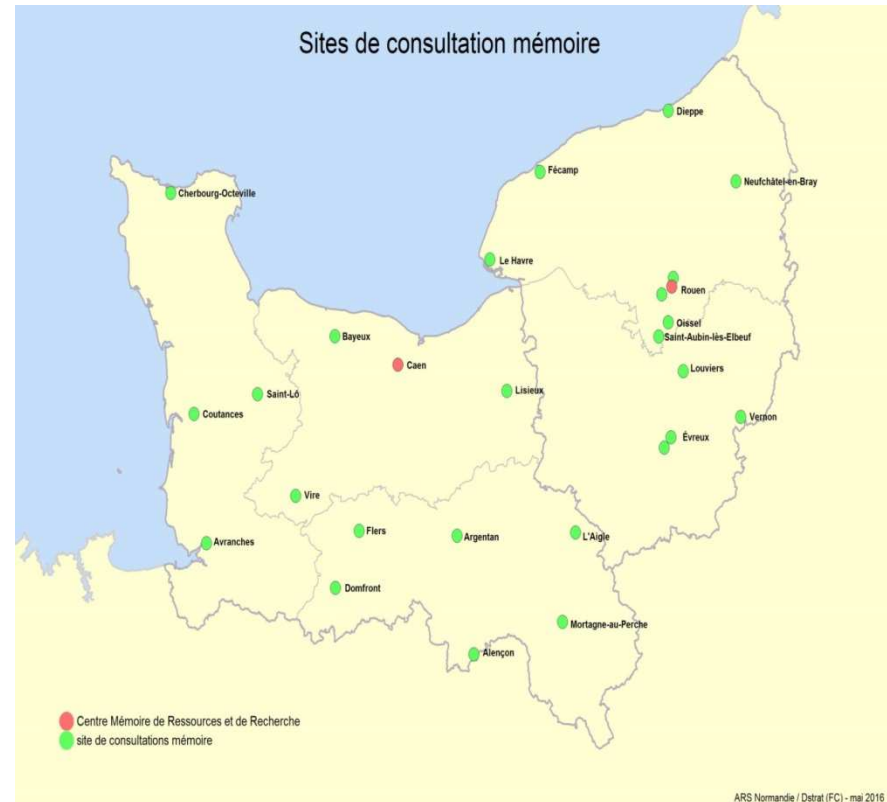 Sites de consultation mémoire
Dieppe
Fécamp
Neufchâtel-en-Bray
Cherbourg-Octeville
Le Havre
Rouen
Oissel
Saint-Aubin-lès-Elbeuf
Bayeux
Caen
Louviers
Lisieux
Saint-Lô
Coutances
Vernon
Évreux
Vire
Flers
Argentan
L'Aigle
Avranches
Domfront
Mortagne-au-Perche
Alençon
Centre Mémoire de Ressources et de Recherche
site de consultations mémoire
ARS Normandie / Dstrat (FC) - mai 2016